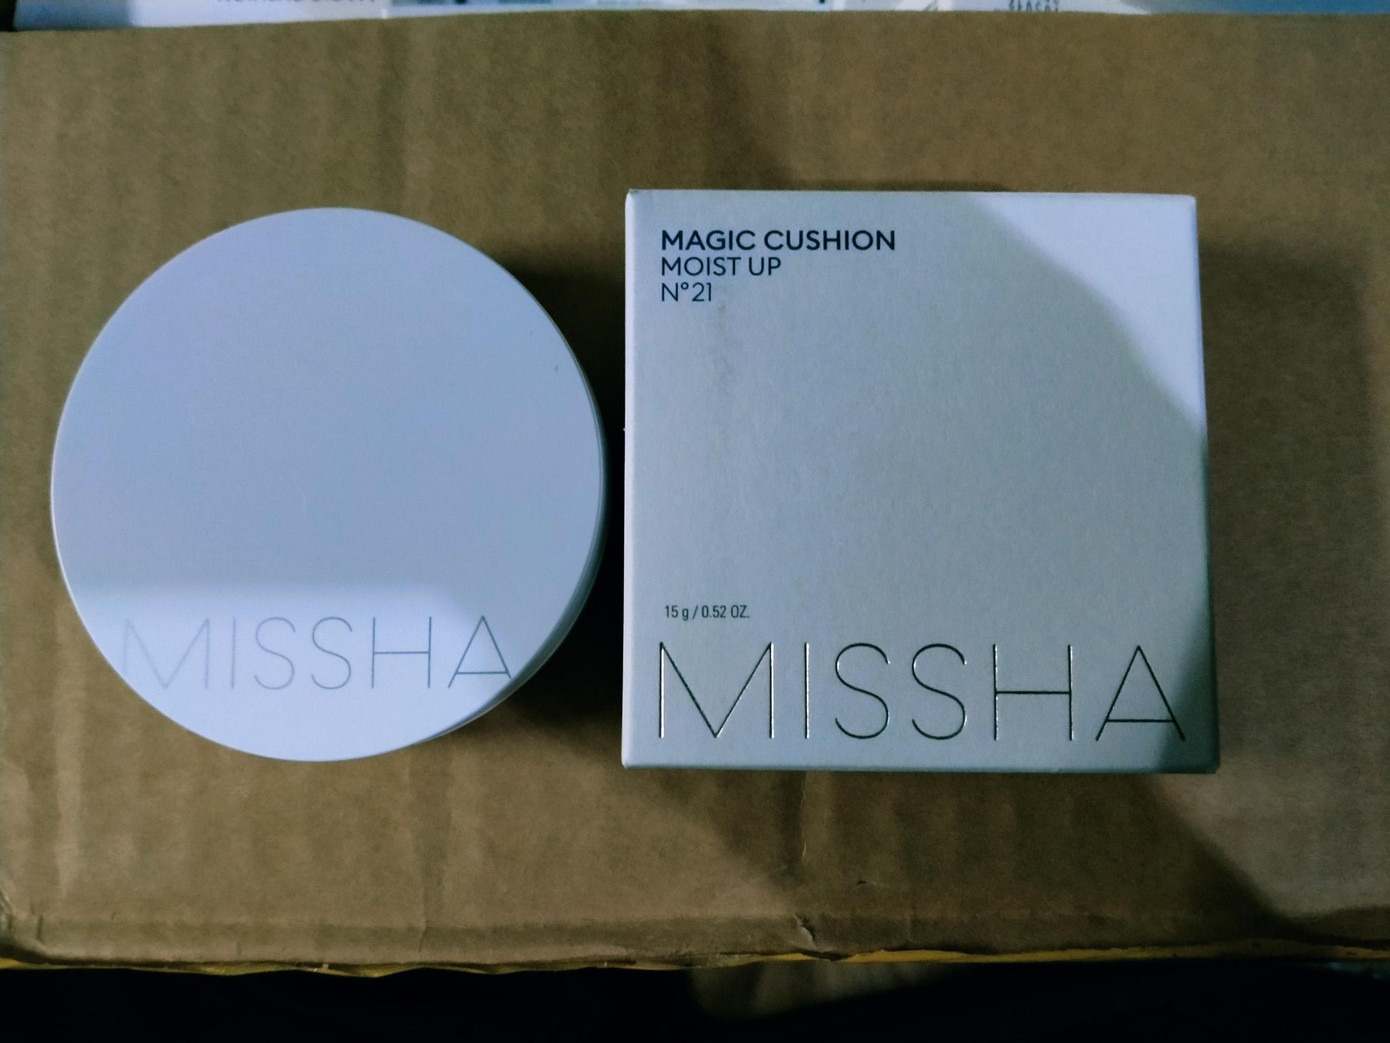 MISSHA
MAGIC CUSHION
MOIST UP
N°21
15 g / 0.52 OZ.
MISSHA